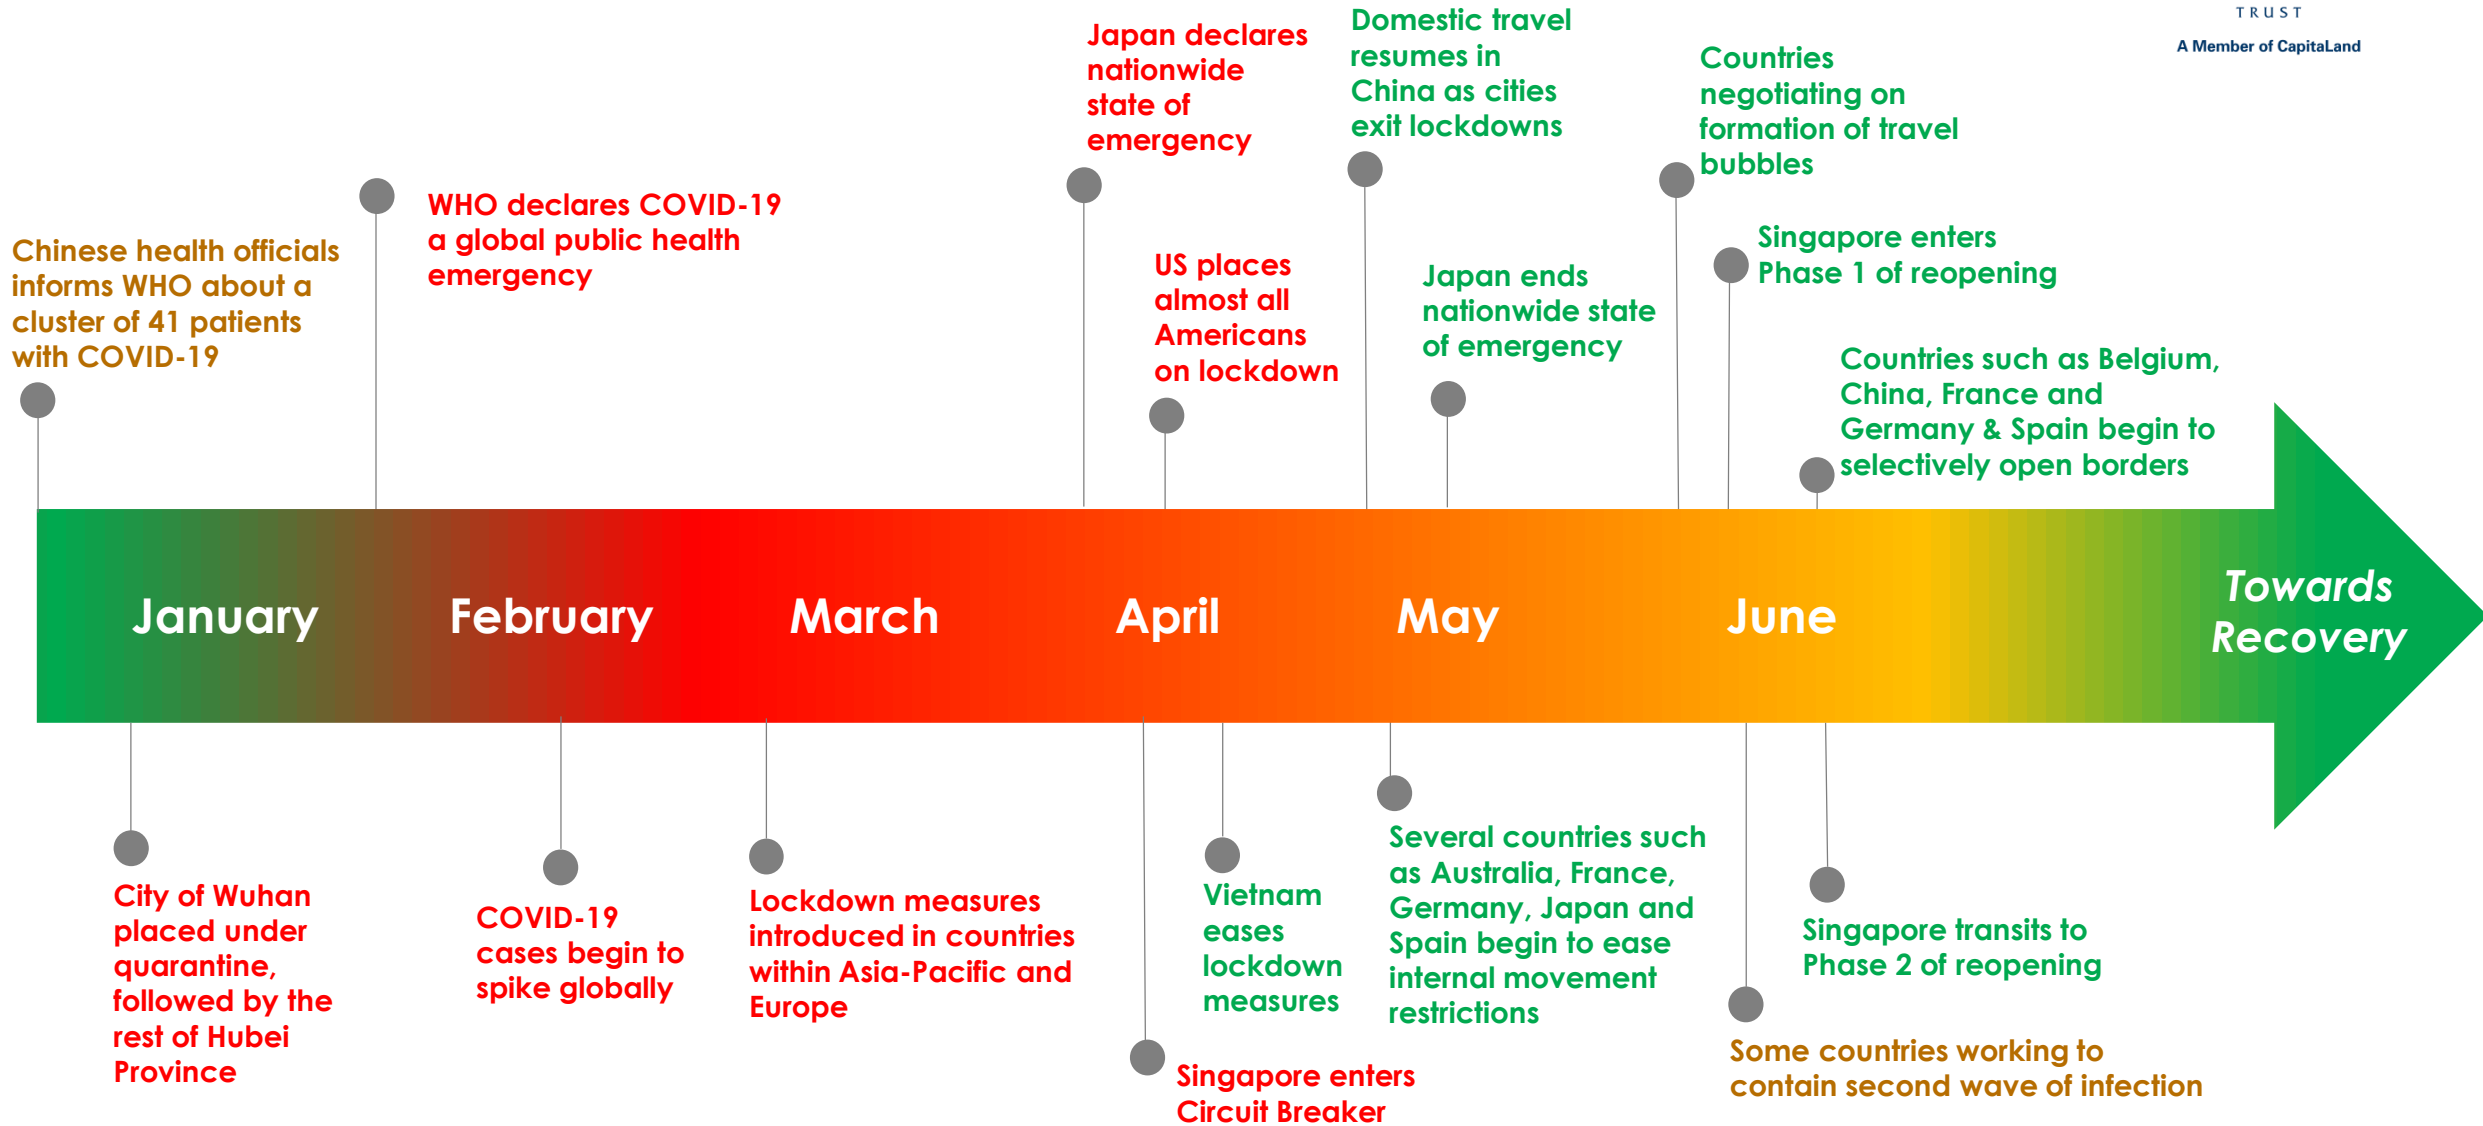 TRUST
A Member of CapitaLand
Japan declares
nationwide
state of
emergency
Domestic travel
resumes in
China as cities
exit lockdowns
Countries
negotiating on
formation of travel
bubbles
Chinese health officials
informs WHO about a
cluster of 41 patients
with COVID-19
WHO declares COVID-19
a global public health
emergency
US places
almost all
Americans
on lockdown
Japan ends
nationwide state
of emergency
Singapore enters
Phase 1 of reopening
Countries such as Belgium,
China, France and
Germany & Spain begin to
selectively open borders
January
February
March
April
May
June
Towards
Recovery
City of Wuhan
placed under
quarantine,
followed by the
rest of Hubei
Province
COVID-19
cases begin to
spike globally
Lockdown measures
introduced in countries
within Asia-Pacific and
Europe
Singapore enters
Circuit Breaker
Vietnam
eases
lockdown
measures
Several countries such
as Australia, France,
Germany, Japan and
Spain begin to ease
internal movement
restrictions
Some countries working to
contain second wave of infection
Singapore transits to
Phase 2 of reopening